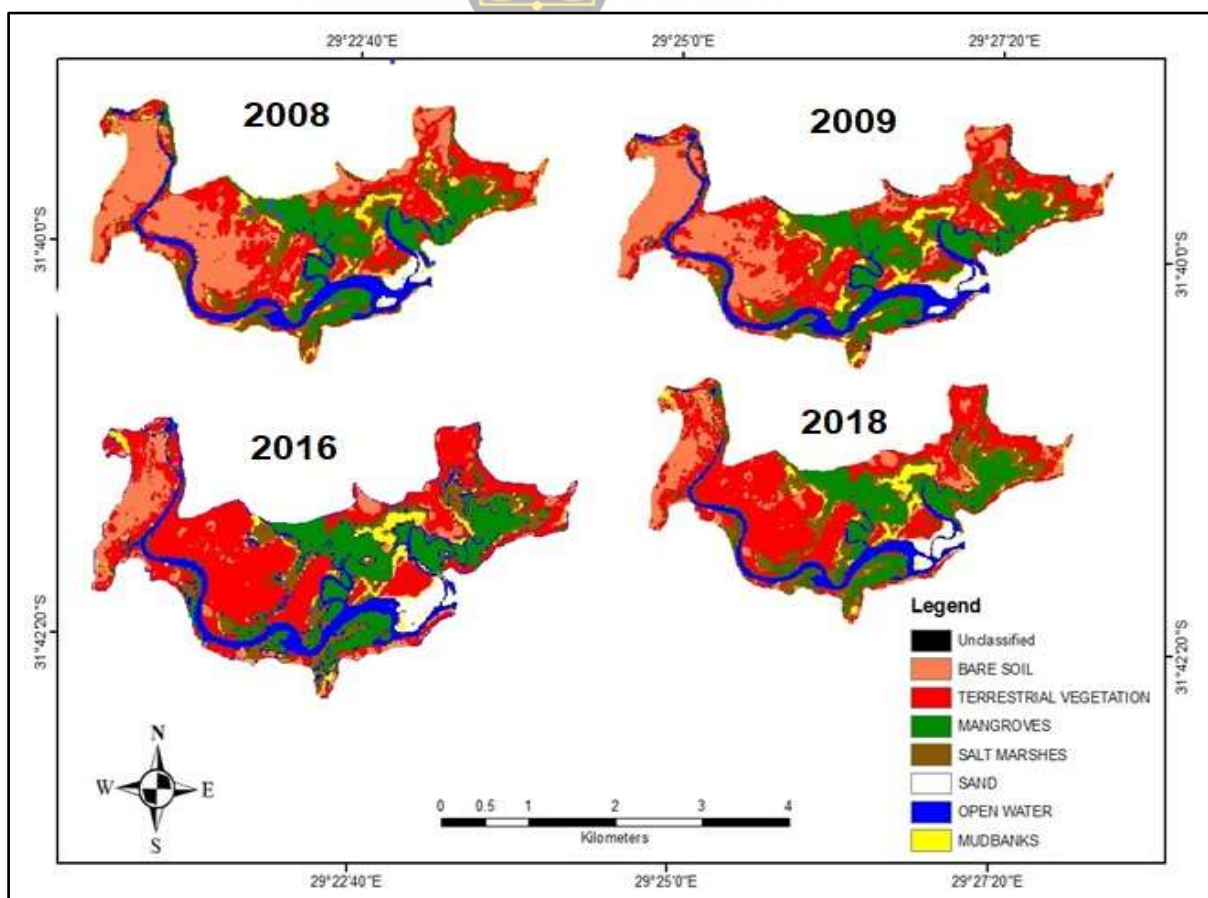 29°22'40"E 29°25'0"E 29°27'20"E
2008
2009
31°40'0"S
31°40'0"S
2016
2018
31°42'20"S
31°42'20"S
Legend
Unclassified
BARE SOIL
TERRESTRIAL VEGETATION
MANGROVES
SALT MARSHES
SAND
OPEN WATER
MUDBANKS
N
W E
S
0 0.5 1 2 3 4
Kilometers
29°22'40"E 29°25'0"E 29°27'20"E